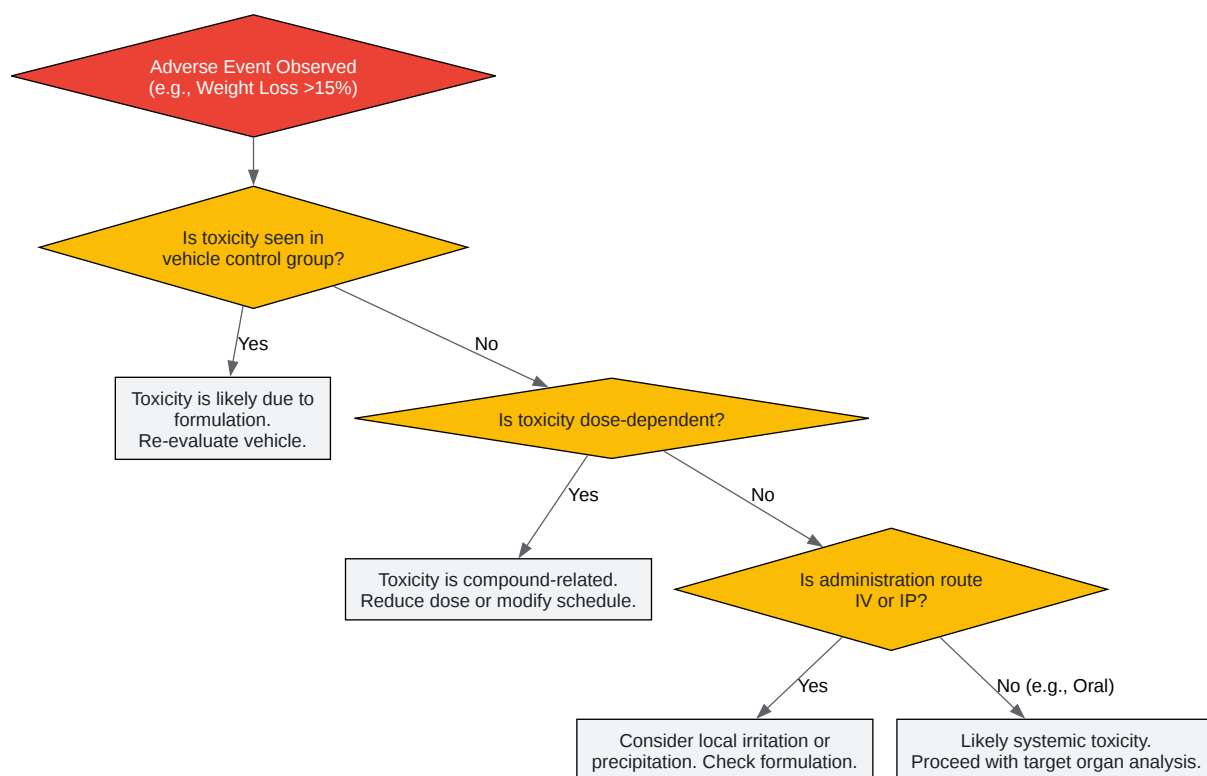 Adverse Event Observed
(e.g., Weight Loss >15%)
Is toxicity seen in
vehicle control group?
Yes
No
Toxicity is likely due to
formulation.
Re-evaluate vehicle.
Is toxicity dose-dependent?
Yes
No
Toxicity is compound-related.
Reduce dose or modify schedule.
Is administration route
IV or IP?
Yes
No (e.g., Oral)
Consider local irritation or
precipitation. Check formulation.
Likely systemic toxicity.
Proceed with target organ analysis.